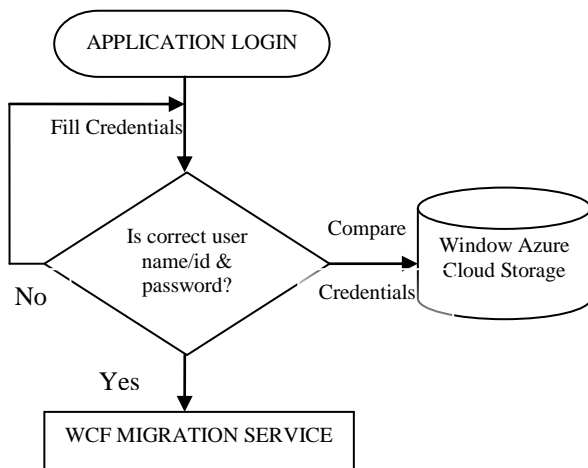 APPLICATION LOGIN
Fill Credentials
Is correct user
name/id &
password?
Compare
Credentials
Window Azure
Cloud Storage
No
Yes
WCF MIGRATION SERVICE